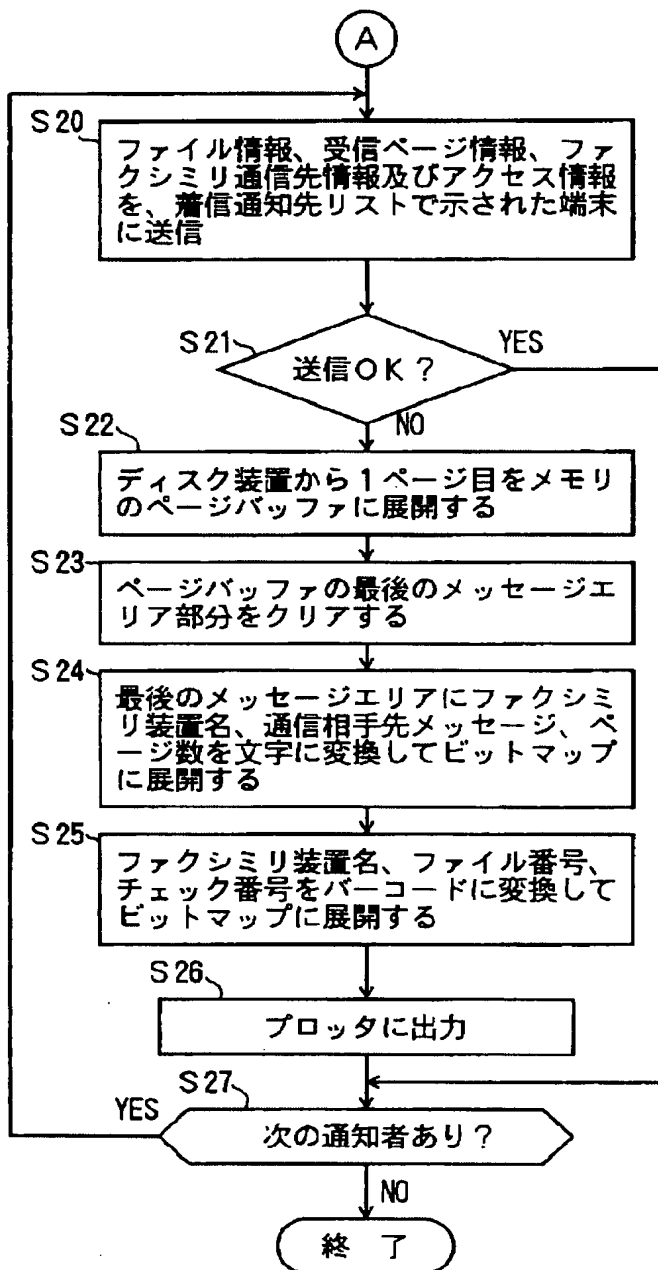 A
S20
ファイル情報、受信ページ情報、ファ
クシミリ通信先情報及びアクセス情報
を、着信通知先リストで示された端末
に送信
S21
送信OK?
YES
NO
S22
ディスク装置から1ページ目をメモリ
のページバッファに展開する
S23
ページバッファの最後のメッセージエ
リア部分をクリアする
S24
最後のメッセージエリアにファクシミ
リ装置名、通信相手先メッセージ、ペ
ージ数を文字に変換してビットマップ
に展開する
S25
ファクシミリ装置名、ファイル番号、
チェック番号をバーコードに変換して
ビットマップに展開する
S26
プロッタに出力
S27
YES
次の通知者あり?
NO
終 了